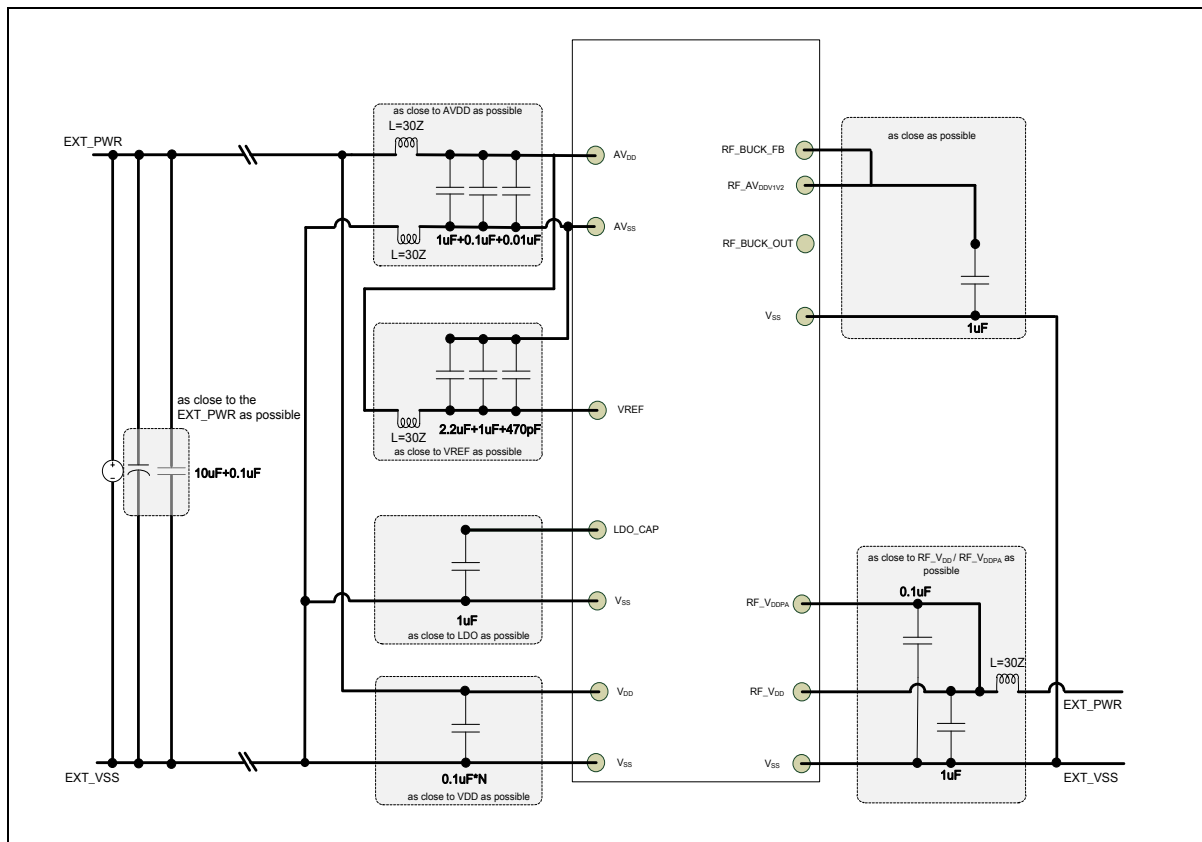 as close to AVDD as possible
L=30Z
EXT_PWR
AVDD
AVSS
1uF+0.1uF+0.01uF
L=30Z
as close to the
EXT_PWR as possible
10uF+0.1uF
VREF
L=30Z
2.2uF+1uF+470pF
as close to VREF as possible
LDO_CAP
VSS
1uF
as close to LDO as possible
VDD
VSS
EXT_VSS
0.1uF*N
as close to VDD as possible
as close as possible
RF_BUCK_FB
RF_AVDDV1V2
RF_BUCK_OUT
VSS
1uF
as close to RF_VDD / RF_VDDPA as
possible
0.1uF
RF_VDDPA
L=30Z
RF_VDD
EXT_PWR
VSS
EXT_VSS
1uF